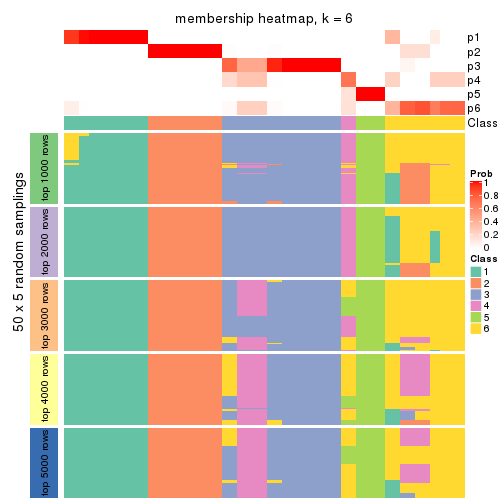 membership heatmap, k = 6
p1
p2
p3
p4
p5
p6
Class
50 x 5 random samplings
top 1000 rows
top 2000 rows
top 3000 rows
top 4000 rows
top 5000 rows
Prob
1
0.8
0.6
0.4
0.2
0
Class
1
2
3
4
5
6